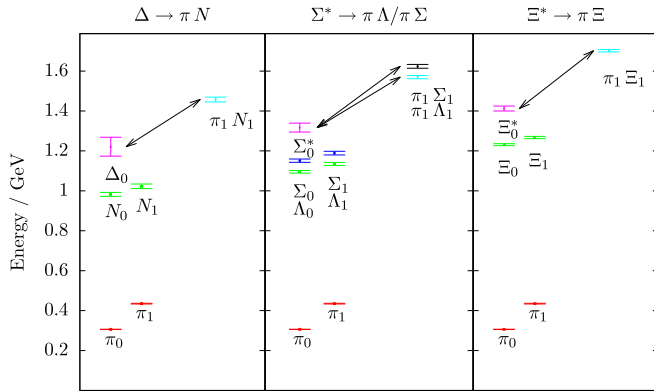 Δ → π N
Σ* → π Λ/π Σ
Ξ* → π Ξ
Energy / GeV
1.6
1.4
1.2
1
0.8
0.6
0.4
0.2
π₁ N₁
Δ₀
N₀
N₁
π₀
π₁
π₁ Σ₁
π₁ Λ₁
Σ₀*
Σ₀
Λ₀
Σ₁
Λ₁
π₀
π₁
π₁ Ξ₁
Ξ₀*
Ξ₀
Ξ₁
π₀
π₁